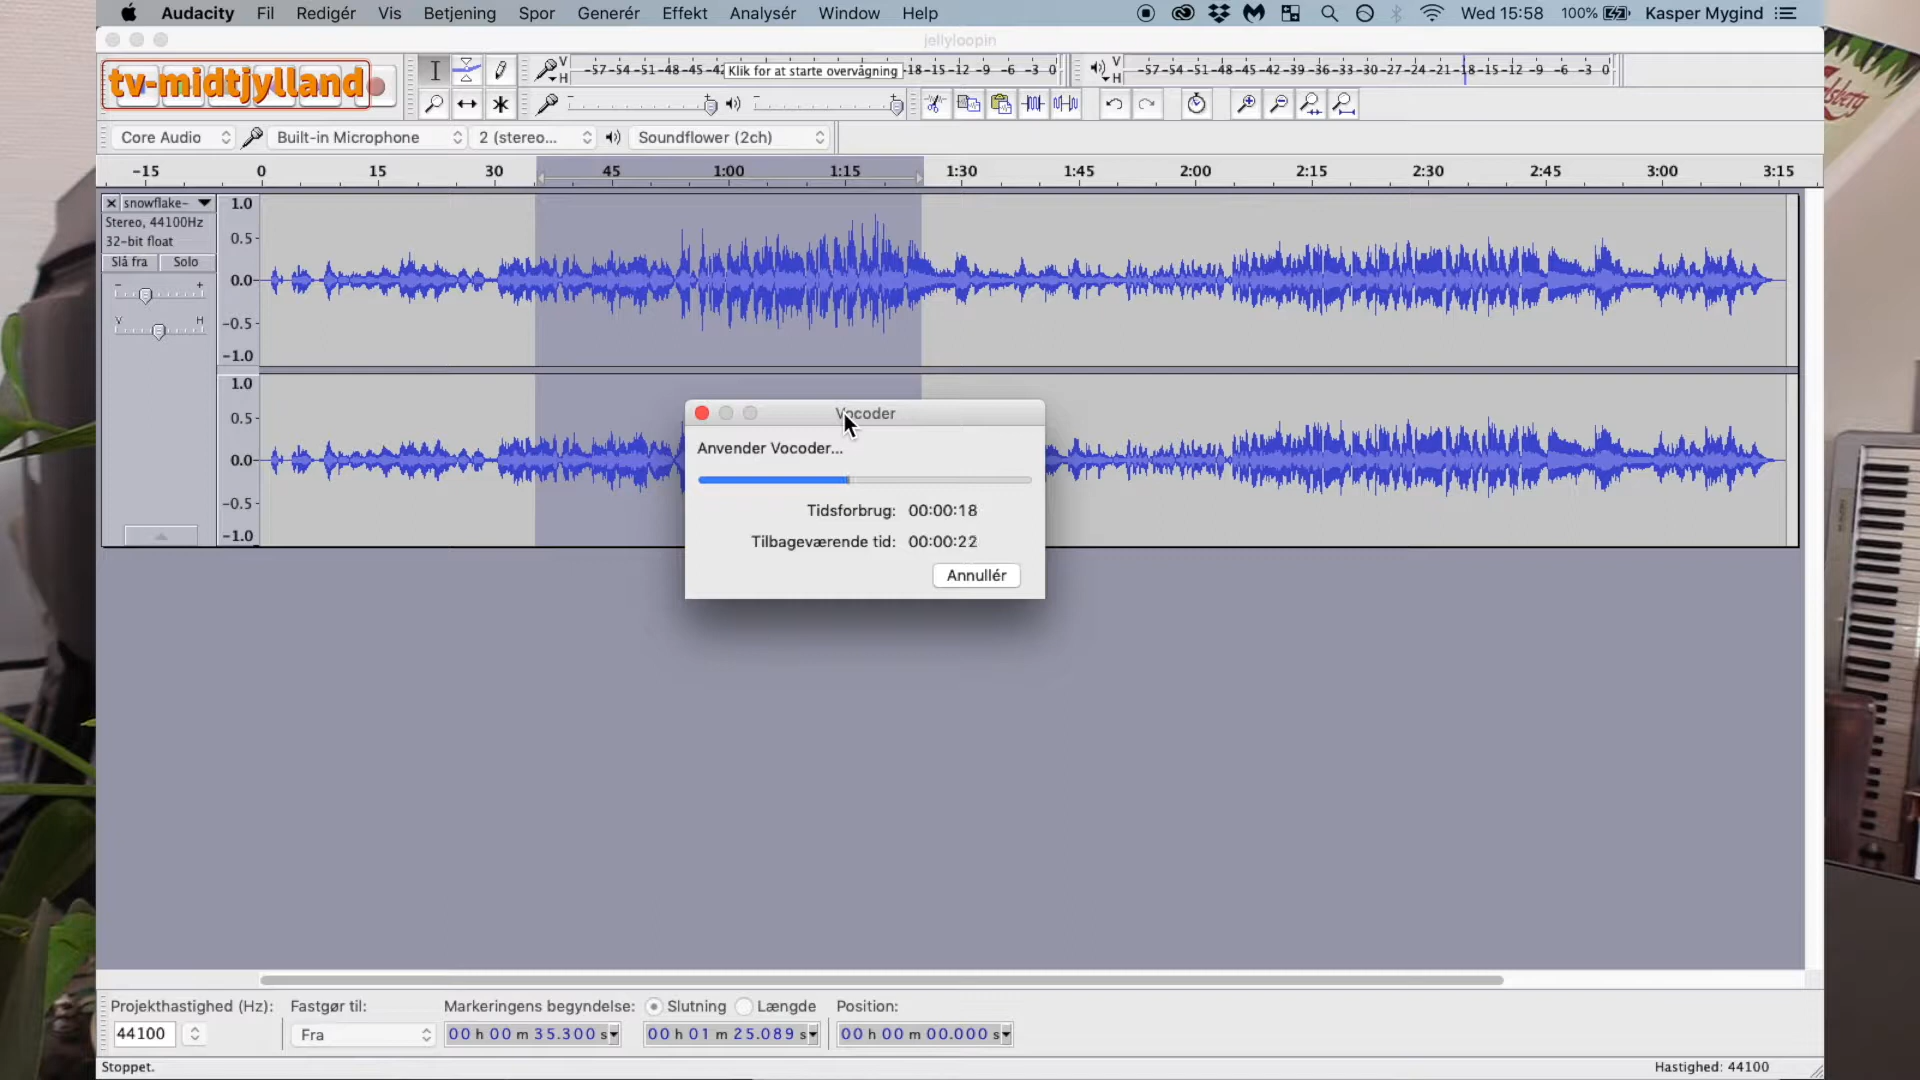 Audacity Fil Redigér Vis Betjening Spor Generér Effekt Analysér Window Help Wed 15:58 100% Kasper Mygind
jellyloopin
tv-midtjylland
V
H
-57 -54 -51 -48 -45 -42 Klik for at starte overvågning -18 -15 -12 -9 -6 -3 0
V
H
-57 -54 -51 -48 -45 -42 -39 -36 -33 -30 -27 -24 -21 -18 -15 -12 -9 -6 -3 0
Core Audio Built-in Microphone 2 (stereo... Soundflower (2ch)
-15 0 15 30 45 1:00 1:15 1:30 1:45 2:00 2:15 2:30 2:45 3:00 3:15
snowflake-
Stereo, 44100Hz
32-bit float
Slå fra Solo
- +
V H
1.0
0.5
0.0
-0.5
-1.0
1.0
0.5
0.0
-0.5
-1.0
Vocoder
Anvender Vocoder...
Tidsforbrug: 00:00:18
Tilbageværende tid: 00:00:22
Annullér
Projekthastighed (Hz): Fastgør til: Markeringens begyndelse: Slutning Længde Position:
44100 Fra 00 h 00 m 35.300 s 00 h 01 m 25.089 s 00 h 00 m 00.000 s
Stoppet. Hastighed: 44100